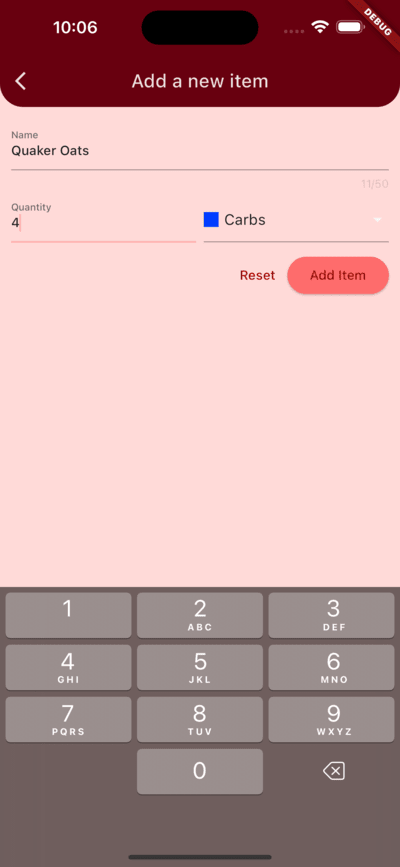 10:06
DEBUG
Add a new item
Name
Quaker Oats
11/50
Quantity
4
Carbs
Reset
Add Item
1
2
ABC
3
DEF
4
GHI
5
JKL
6
MNO
7
PQRS
8
TUV
9
WXYZ
0